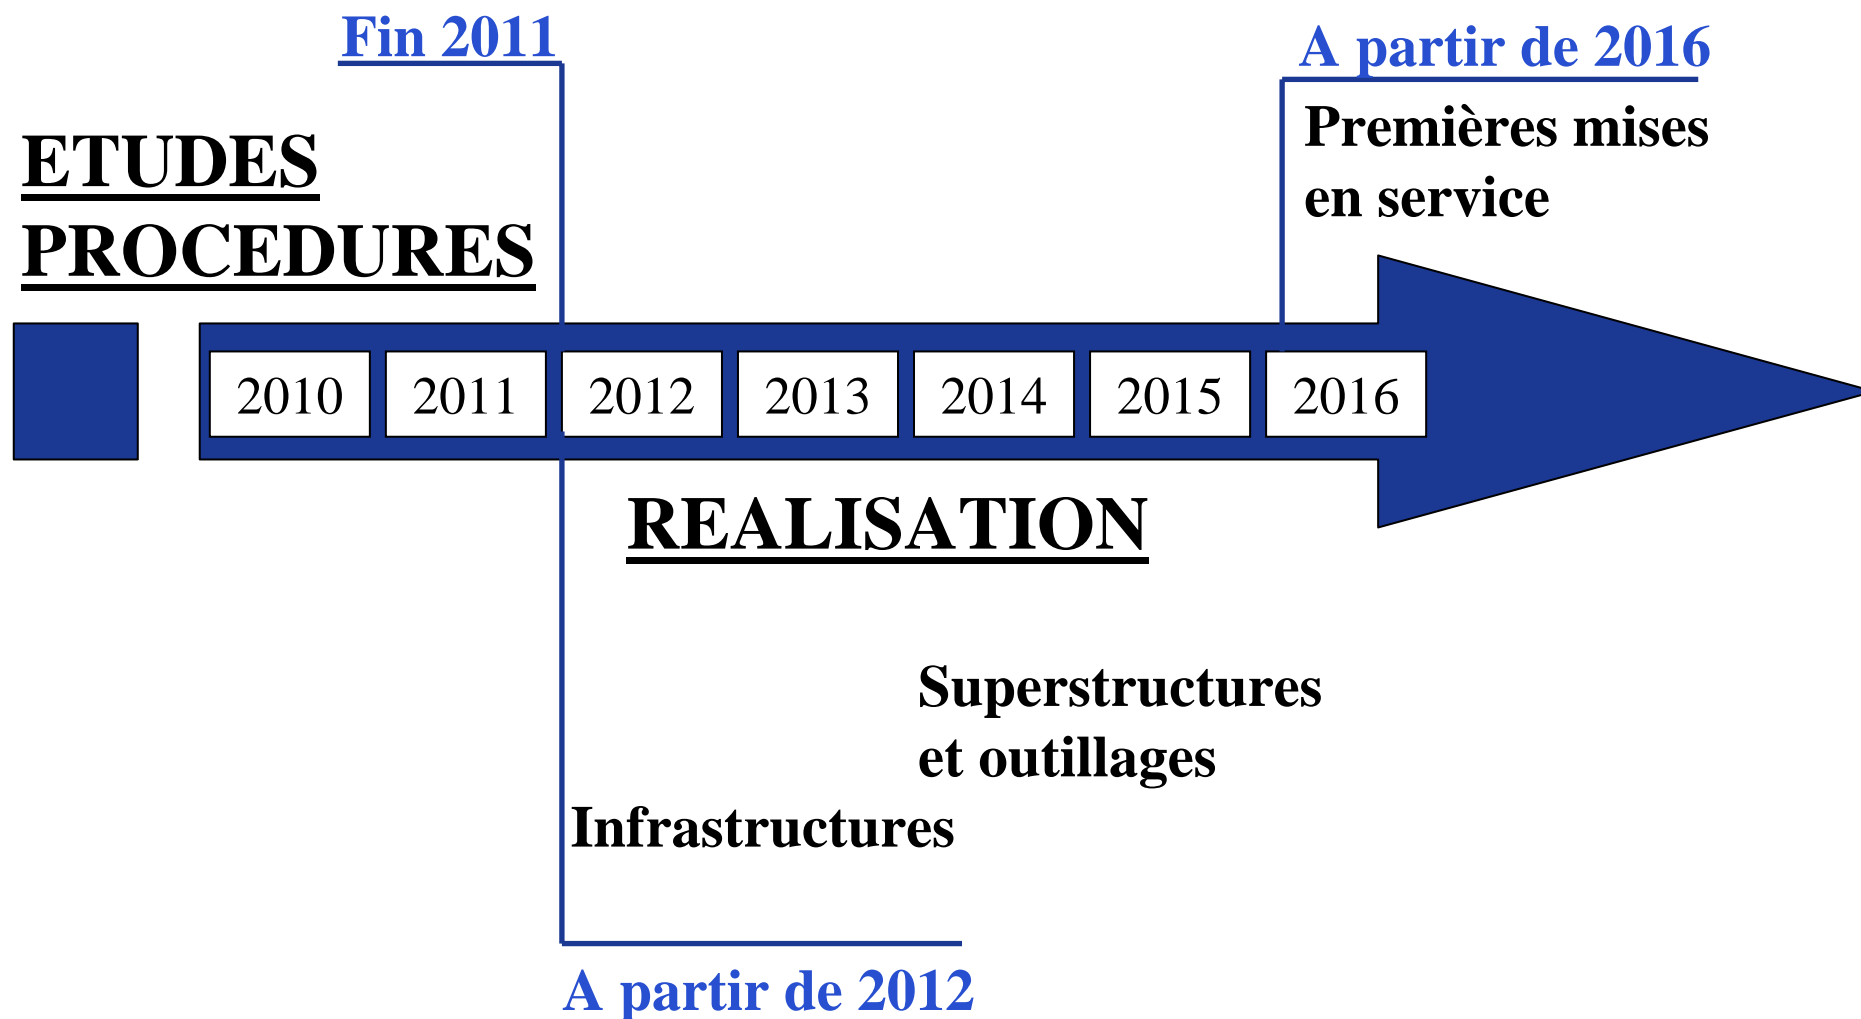 Fin 2011
A partir de 2016
Premières mises
en service
ETUDES
PROCEDURES
2010 2011 2012 2013 2014 2015 2016
REALISATION
Superstructures
et outillages
Infrastructures
A partir de 2012